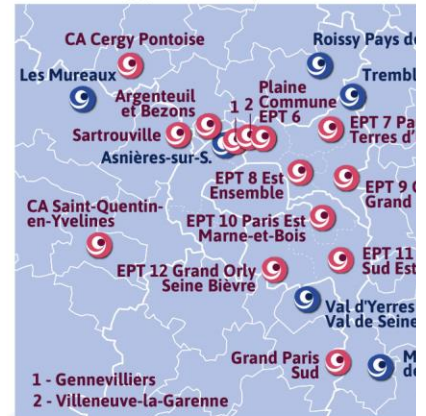 CA Cergy Pontoise
Roissy Pays de
Les Mureaux
Tremb
Argenteuil
et Bezons
1
2
Plaine
Commune
EPT 6
Sartrouville
EPT 7 Pa
Terres d'
Asnières-sur-S.
EPT 8 Est
Ensemble
EPT 9
Grand
CA Saint-Quentin-
en-Yvelines
EPT 10 Paris Est
Marne-et-Bois
EPT 11
Sud Est
EPT 12 Grand Orly
Seine Bièvre
Val d'Yerres
Val de Seine
Grand Paris
Sud
1 - Gennevilliers
2 - Villeneuve-la-Garenne